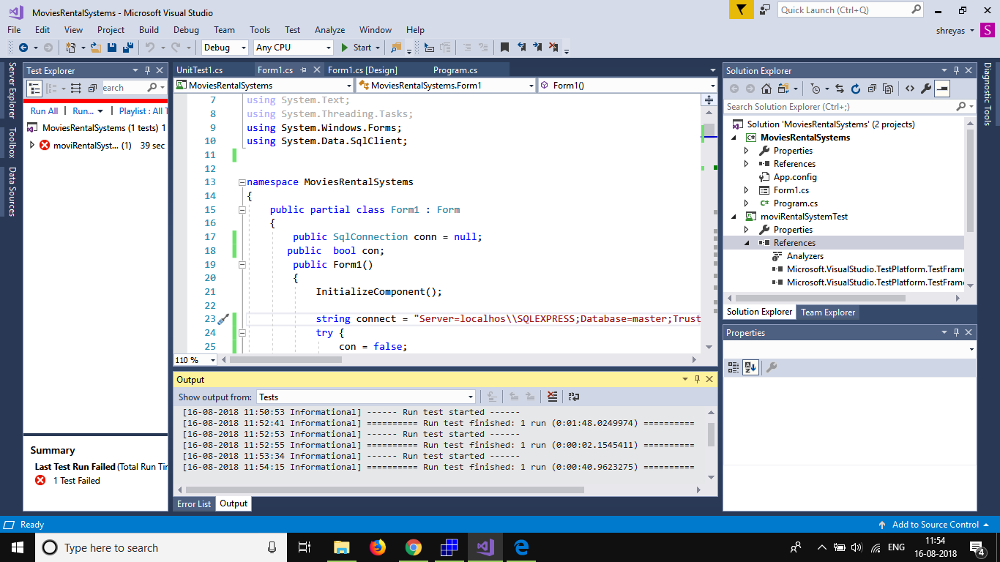 MoviesRentalSystems - Microsoft Visual Studio
Quick Launch (Ctrl+Q)
File Edit View Project Build Debug Team Tools Test Analyze Window Help
shreyas S
Debug Any CPU Start
Server Explorer
Toolbox
Data Sources
Test Explorer
earch
Run All | Run... | Playlist : All T
MoviesRentalSystems (1 tests) 1
moviRentalSyst... (1) 39 sec
Summary
Last Test Run Failed (Total Run Tir
1 Test Failed
UnitTest1.cs Form1.cs Form1.cs [Design] Program.cs
MoviesRentalSystems MoviesRentalSystems.Form1 Form1()
7 using System.Text;
8 using System.Threading.Tasks;
9 using System.Windows.Forms;
10 using System.Data.SqlClient;
11
12
13 namespace MoviesRentalSystems
14 {
15 public partial class Form1 : Form
16 {
17 public SqlConnection conn = null;
18 public bool con;
19 public Form1()
20 {
21 InitializeComponent();
22
23 string connect = "Server=localhos\\SQLEXPRESS;Database=master;Trust
24 try {
25 con = false;
110 %
Output
Show output from: Tests
[16-08-2018 11:50:53 Informational] ------ Run test started ------
[16-08-2018 11:52:41 Informational] ========== Run test finished: 1 run (0:01:48.0249974) ==========
[16-08-2018 11:52:53 Informational] ------ Run test started ------
[16-08-2018 11:52:55 Informational] ========== Run test finished: 1 run (0:00:02.1545411) ==========
[16-08-2018 11:53:34 Informational] ------ Run test started ------
[16-08-2018 11:54:15 Informational] ========== Run test finished: 1 run (0:00:40.9623275) ==========
Error List Output
Solution Explorer
Search Solution Explorer (Ctrl+;)
Solution 'MoviesRentalSystems' (2 projects)
C# MoviesRentalSystems
Properties
References
App.config
Form1.cs
C# Program.cs
moviRentalSystemTest
Properties
References
Analyzers
Microsoft.VisualStudio.TestPlatform.TestFram
Microsoft.VisualStudio.TestPlatform.TestFram
Solution Explorer Team Explorer
Properties
Diagnostic Tools
Ready
Add to Source Control
Type here to search
ENG
11:54
16-08-2018
4